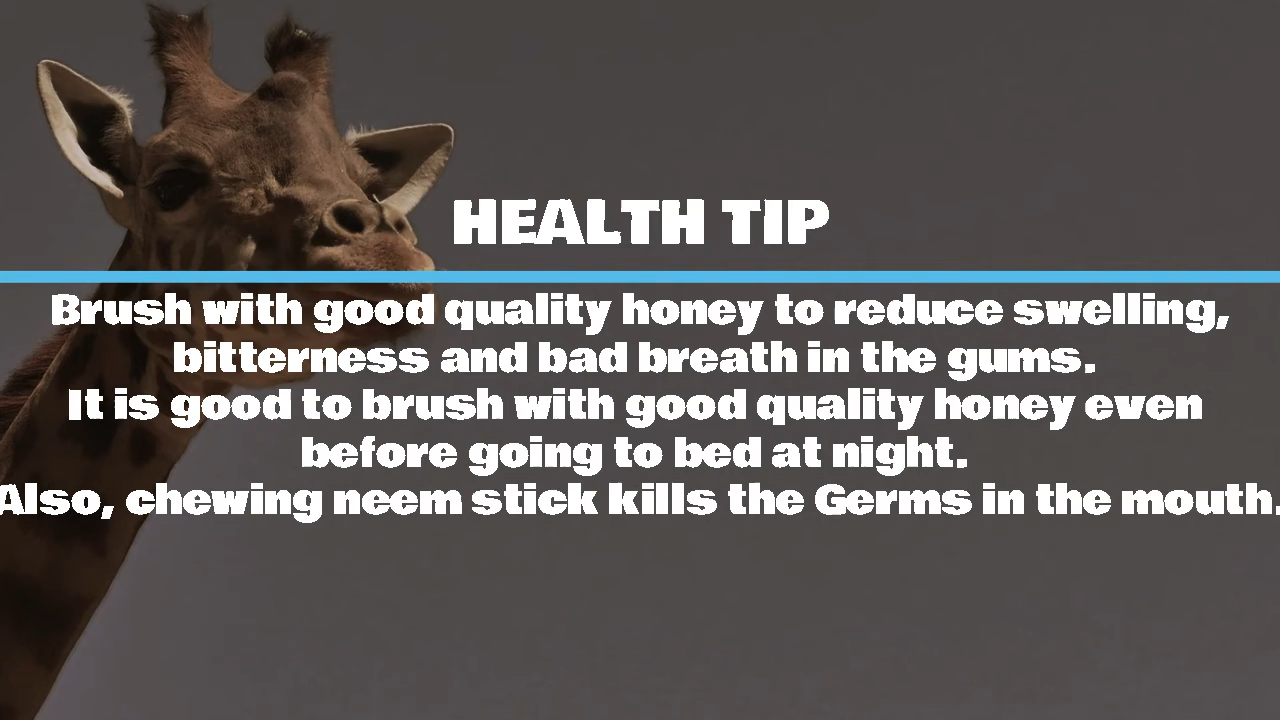 HEALTH TIP
Brush with good quality honey to reduce swelling,
bitterness and bad breath in the gums.
It is good to brush with good quality honey even
before going to bed at night.
Also, chewing neem stick kills the Germs in the mouth.